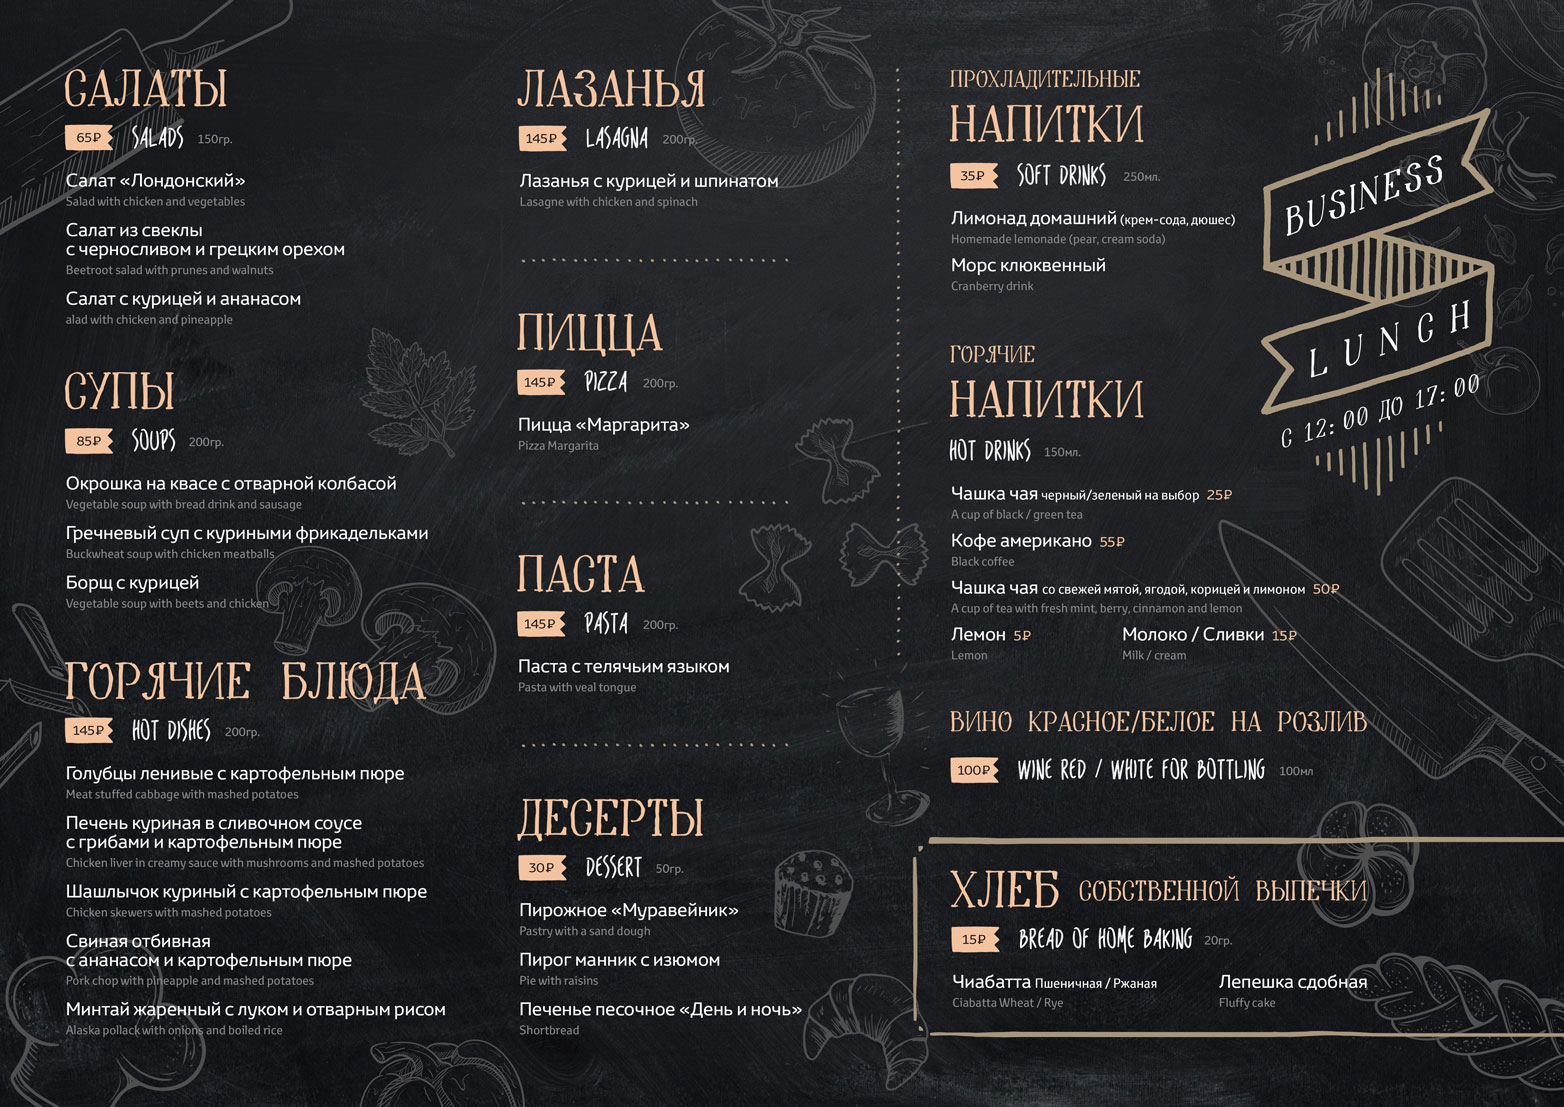 САЛАТЫ
65₽ SALADS 150гр.
Салат «Лондонский»
Salad with chicken and vegetables
Салат из свеклы
с черносливом и грецким орехом
Beetroot salad with prunes and walnuts
Салат с курицей и ананасом
alad with chicken and pineapple
СУПЫ
85₽ SOUPS 200гр.
Окрошка на квасе с отварной колбасой
Vegetable soup with bread drink and sausage
Гречневый суп с куриными фрикадельками
Buckwheat soup with chicken meatballs
Борщ с курицей
Vegetable soup with beets and chicken
ГОРЯЧИЕ БЛЮДА
145₽ HOT DISHES 200гр.
Голубцы ленивые с картофельным пюре
Meat stuffed cabbage with mashed potatoes
Печень куриная в сливочном соусе
с грибами и картофельным пюре
Chicken liver in creamy sauce with mushrooms and mashed potatoes
Шашлычок куриный с картофельным пюре
Chicken skewers with mashed potatoes
Свиная отбивная
с ананасом и картофельным пюре
Pork chop with pineapple and mashed potatoes
Минтай жаренный с луком и отварным рисом
Alaska pollack with onions and boiled rice
ЛАЗАНЬЯ
145₽ LASAGNA 200гр.
Лазанья с курицей и шпинатом
Lasagne with chicken and spinach
ПИЦЦА
145₽ PIZZA 200гр.
Пицца «Маргарита»
Pizza Margarita
ПАСТА
145₽ PASTA 200гр.
Паста с телячьим языком
Pasta with veal tongue
ДЕСЕРТЫ
30₽ DESSERT 50гр.
Пирожное «Муравейник»
Pastry with a sand dough
Пирог манник с изюмом
Pie with raisins
Печенье песочное «День и ночь»
Shortbread
ПРОХЛАДИТЕЛЬНЫЕ
НАПИТКИ
35₽ SOFT DRINKS 250мл.
Лимонад домашний (крем-сода, дюшес)
Homemade lemonade (pear, cream soda)
Морс клюквенный
Cranberry drink
ГОРЯЧИЕ
НАПИТКИ
HOT DRINKS 150мл.
Чашка чая черный/зеленый на выбор 25₽
A cup of black / green tea
Кофе американо 55₽
Black coffee
Чашка чая со свежей мятой, ягодой, корицей и лимоном 50₽
A cup of tea with fresh mint, berry, cinnamon and lemon
Лемон 5₽ Молоко / Сливки 15₽
Lemon Milk / cream
ВИНО КРАСНОЕ/БЕЛОЕ НА РОЗЛИВ
100₽ WINE RED / WHITE FOR BOTTLING 100мл
ХЛЕБ СОБСТВЕННОЙ ВЫПЕЧКИ
15₽ BREAD OF HOME BAKING 20гр.
Чиабатта Пшеничная / Ржаная Лепешка сдобная
Ciabatta Wheat / Rye Fluffy cake
BUSINESS
LUNCH
С 12:00 ДО 17:00